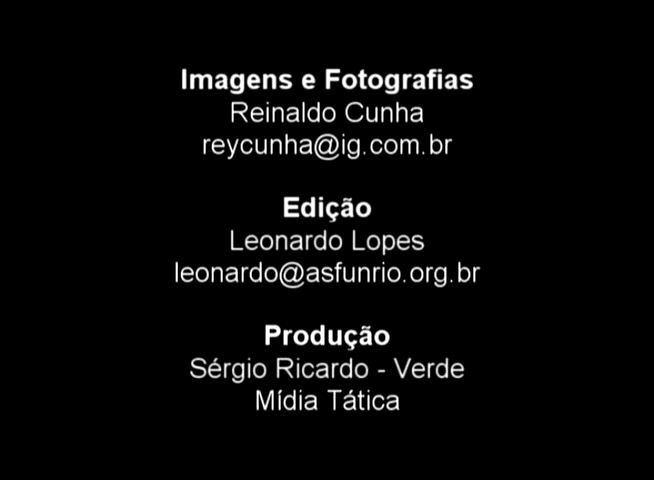 Imagens e Fotografias
Reinaldo Cunha
reycunha@ig.com.br
Edição
Leonardo Lopes
leonardo@asfunrio.org.br
Produção
Sérgio Ricardo - Verde
Mídia Tática